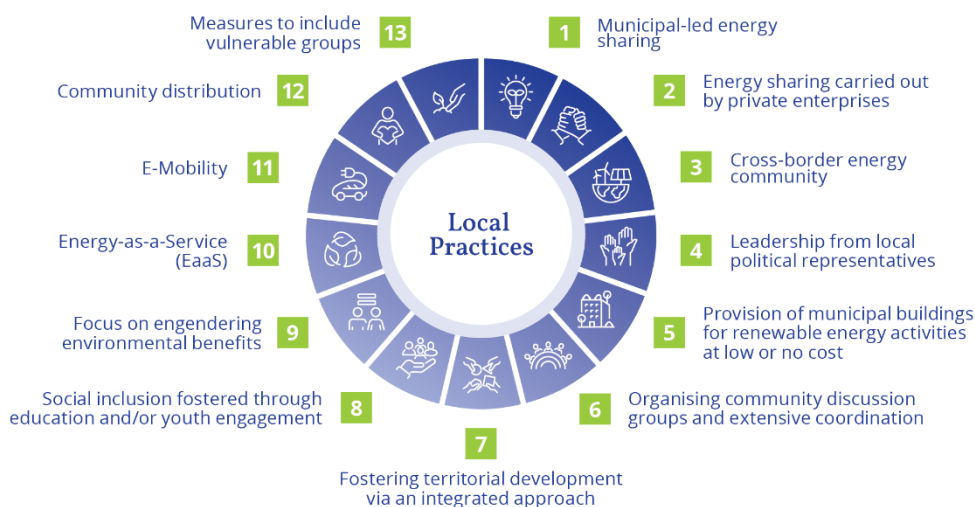 Local
Practices
1
Municipal-led energy
sharing
2
Energy sharing carried out
by private enterprises
3
Cross-border energy
community
4
Leadership from local
political representatives
5
Provision of municipal buildings
for renewable energy activities
at low or no cost
6
Organising community discussion
groups and extensive coordination
7
Fostering territorial development
via an integrated approach
8
Social inclusion fostered through
education and/or youth engagement
9
Focus on engendering
environmental benefits
10
Energy-as-a-Service
(EaaS)
11
E-Mobility
12
Community distribution
13
Measures to include
vulnerable groups